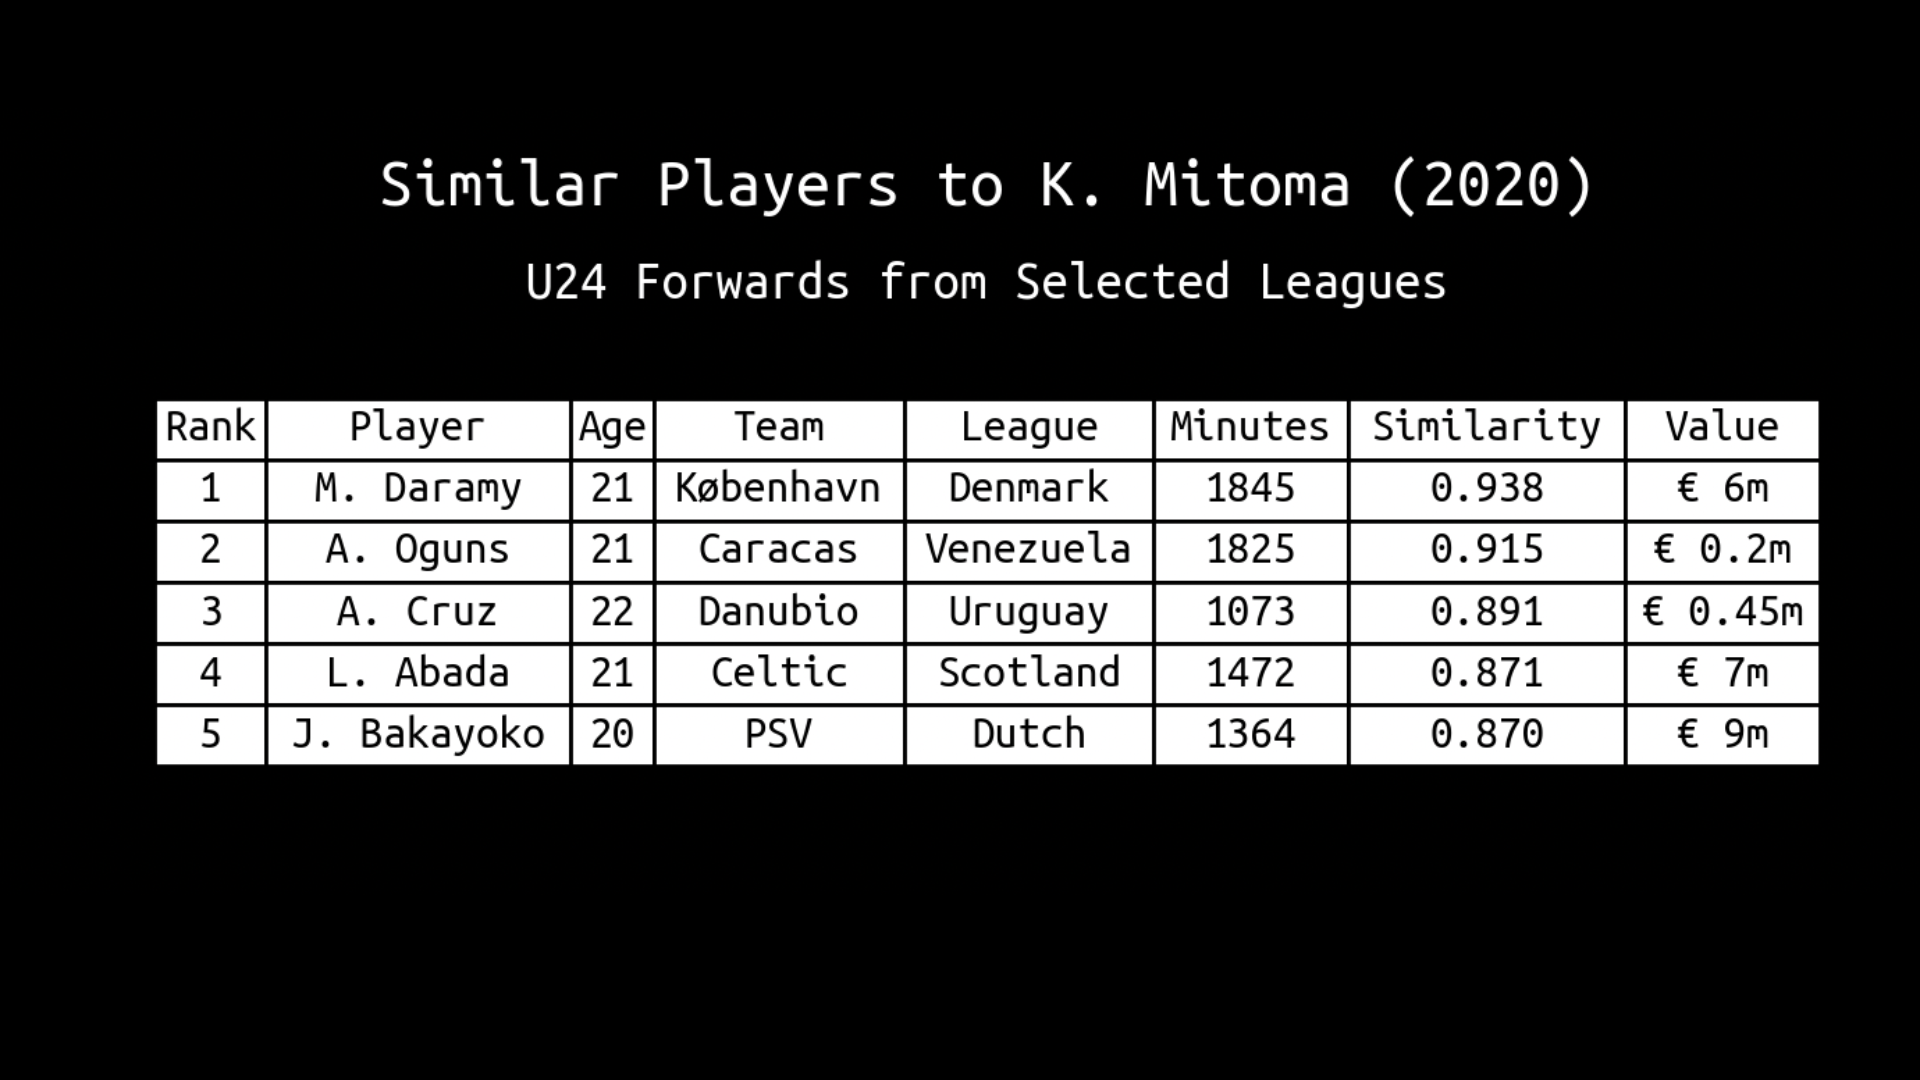 Similar Players to K. Mitoma (2020)
U24 Forwards from Selected Leagues
Rank Player Age Team League Minutes Similarity Value
1 M. Daramy 21 København Denmark 1845 0.938 € 6m
2 A. Oguns 21 Caracas Venezuela 1825 0.915 € 0.2m
3 A. Cruz 22 Danubio Uruguay 1073 0.891 € 0.45m
4 L. Abada 21 Celtic Scotland 1472 0.871 € 7m
5 J. Bakayoko 20 PSV Dutch 1364 0.870 € 9m